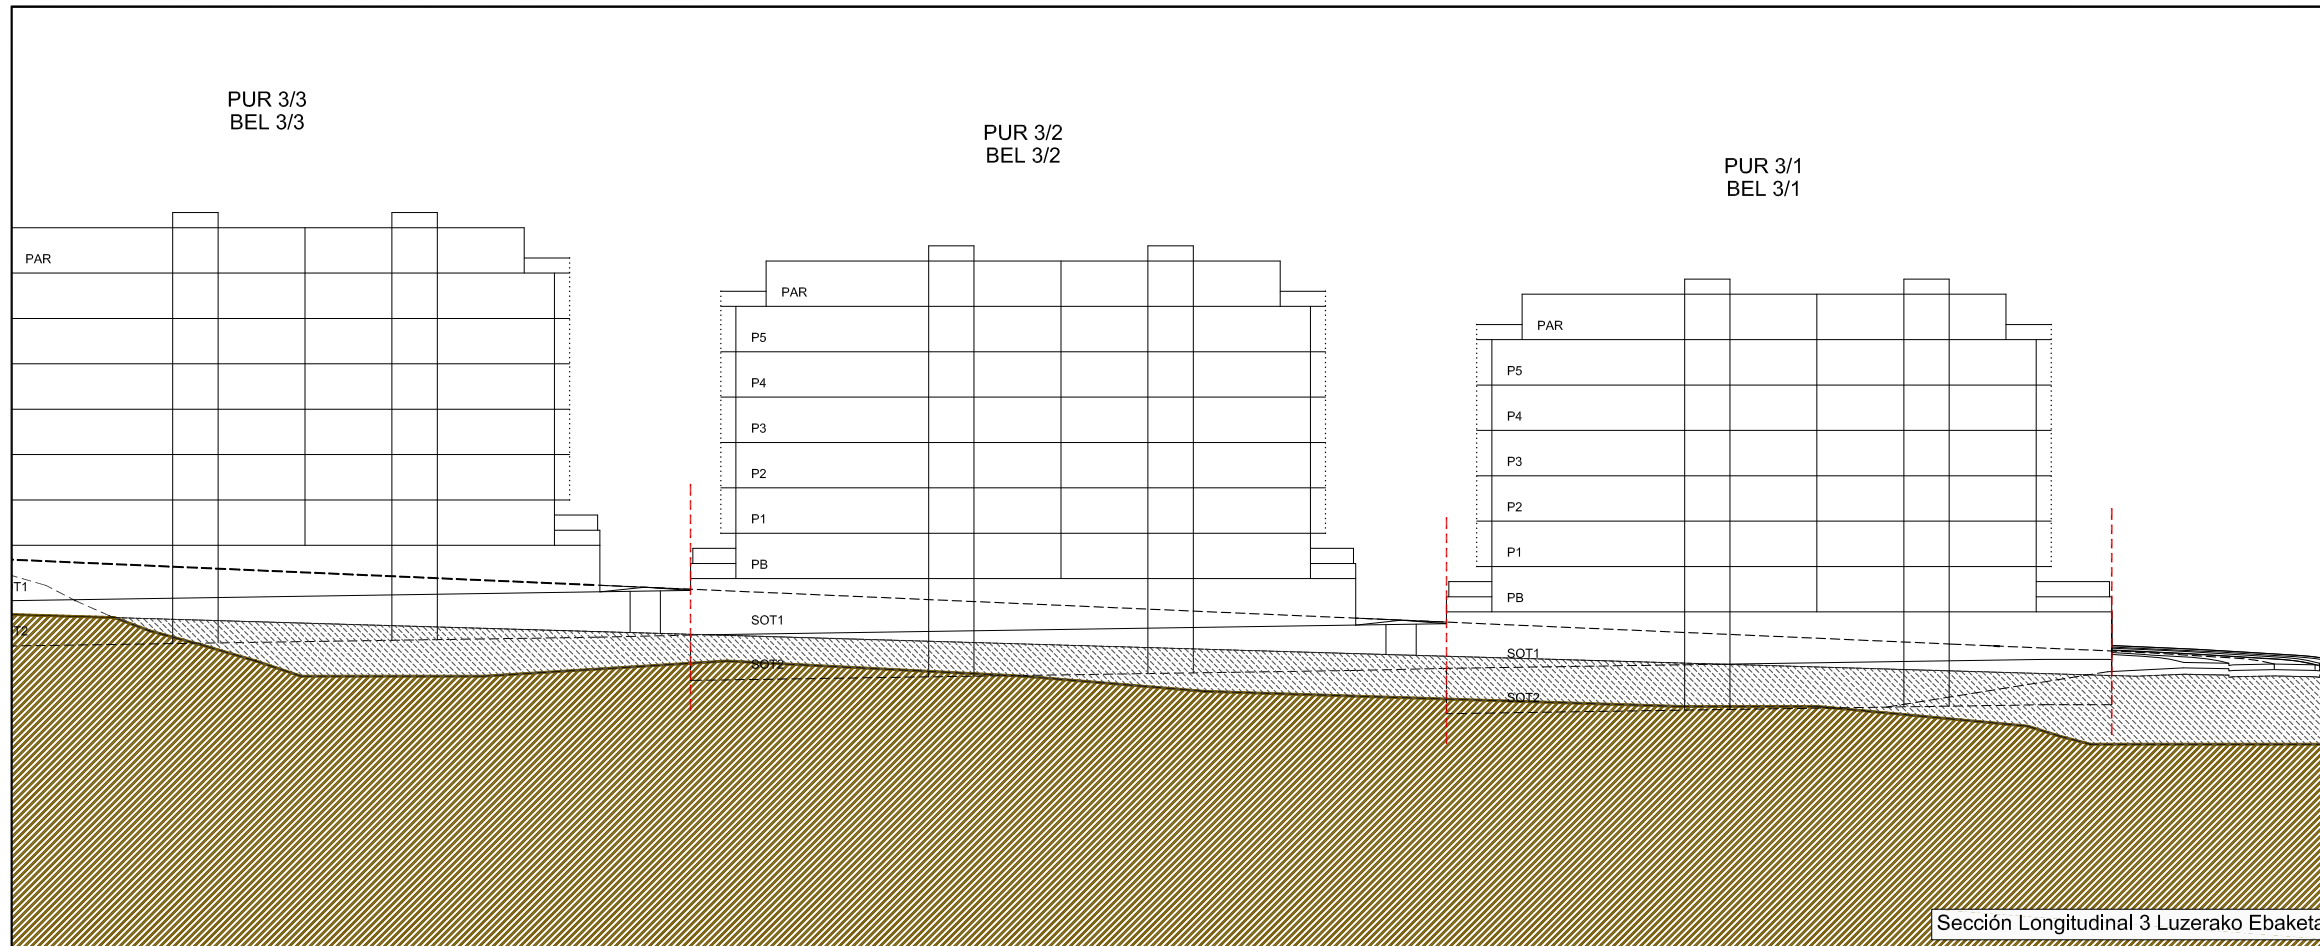 PUR 3/3
BEL 3/3
PUR 3/2
BEL 3/2
PUR 3/1
BEL 3/1
PAR
T1
T2
PAR
P5
P4
P3
P2
P1
PB
SOT1
SOT2
PAR
P5
P4
P3
P2
P1
PB
SOT1
SOT2
Sección Longitudinal 3 Luzerako Ebaketa